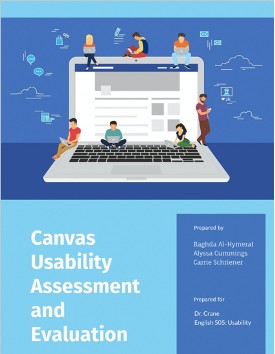 Canvas
Usability
Assessment
and
Evaluation
Prepared by
Raghda Al-Hymerat
Alyssa Cummings
Carrie Schriener
Prepared for
Dr. Crane
English 505: Usability